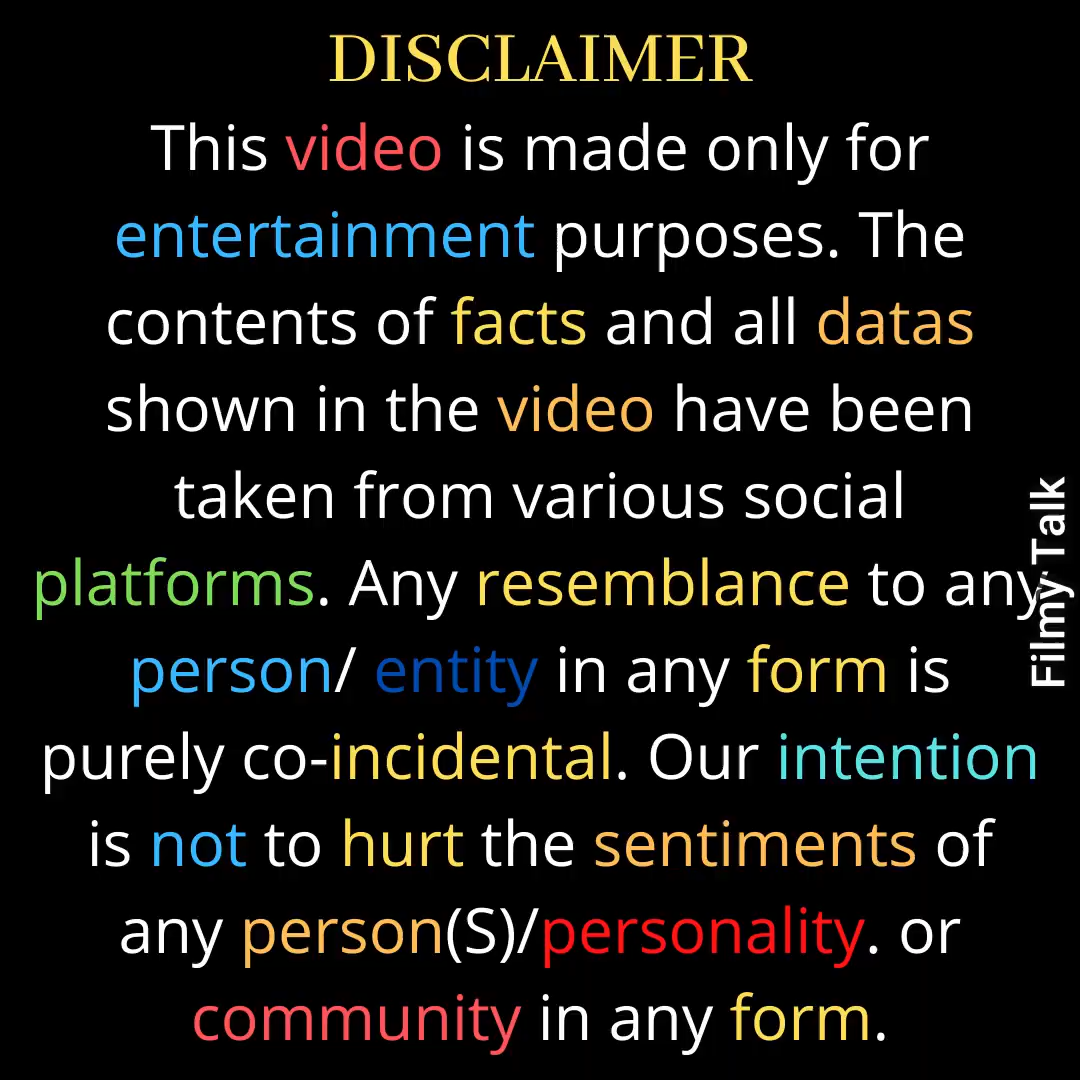 DISCLAIMER
This video is made only for
entertainment purposes. The
contents of facts and all datas
shown in the video have been
taken from various social
platforms. Any resemblance to any
person/ entity in any form is
purely co-incidental. Our intention
is not to hurt the sentiments of
any person(S)/personality. or
community in any form.
Filmy Talk